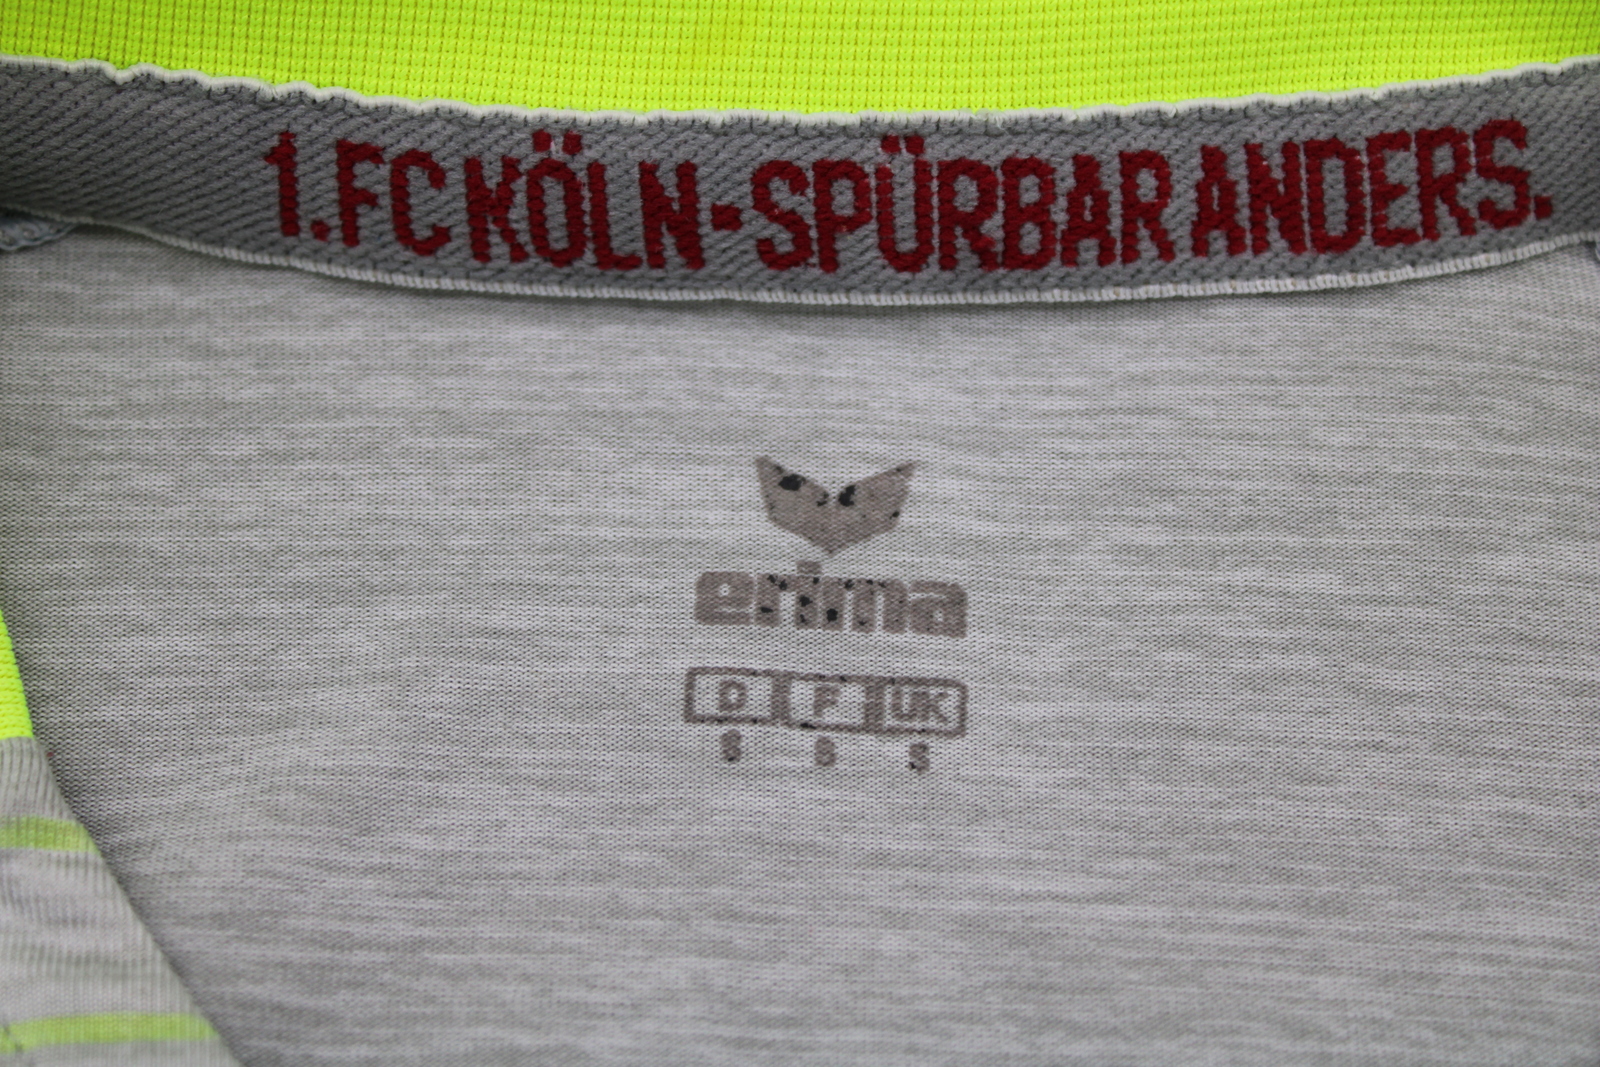 1.FC KÖLN-SPÜRBAR ANDERS.
erima
D F UK
S S S